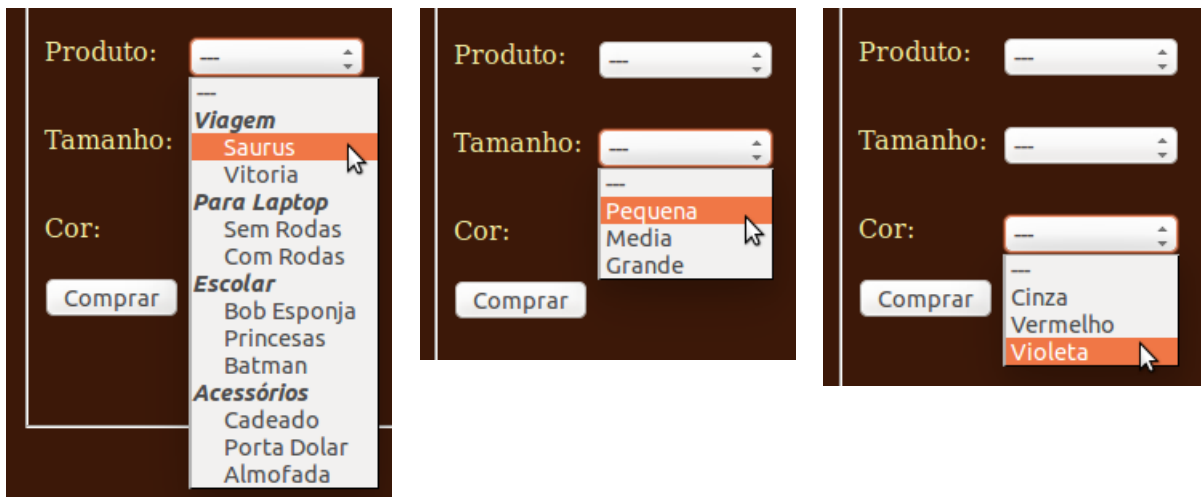 Produto: ---
---
Viagem
Saurus
Tamanho:
Vitoria
Para Laptop
Cor:
Sem Rodas
Com Rodas
Escolar
Comprar
Bob Esponja
Princesas
Batman
Acessórios
Cadeado
Porta Dolar
Almofada
Produto: ---
Tamanho: ---
---
Pequena
Cor:
Media
Grande
Comprar
Produto: ---
Tamanho: ---
Cor: ---
---
Comprar
Cinza
Vermelho
Violeta